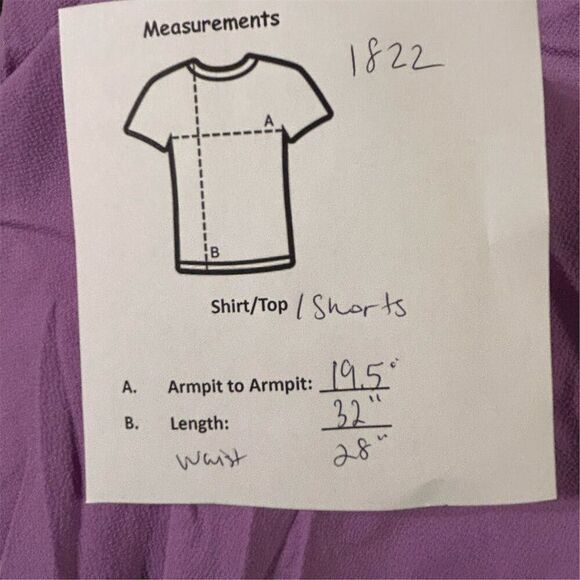 Measurements
1822
A
B
Shirt/Top / Shorts
A. Armpit to Armpit: 19.5"
B. Length: 32"
Waist 28"